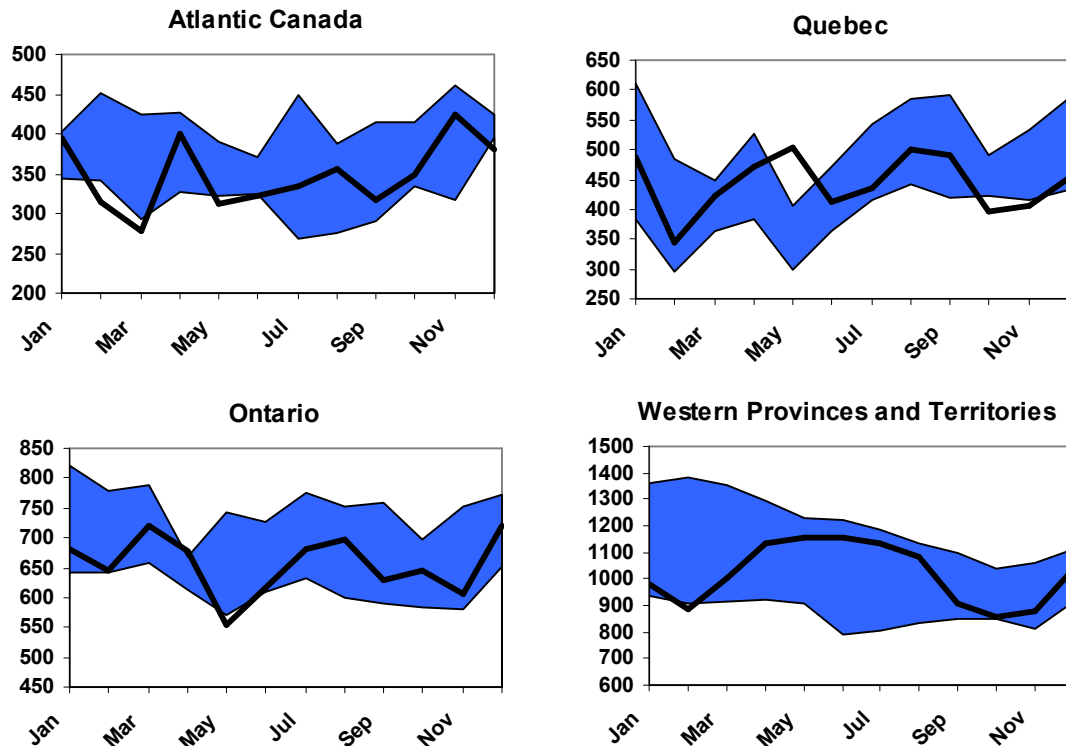 Atlantic Canada
500
450
400
350
300
250
200
Jan
Mar
May
Jul
Sep
Nov
Quebec
650
600
550
500
450
400
350
300
250
Jan
Mar
May
Jul
Sep
Nov
Ontario
850
800
750
700
650
600
550
500
450
Jan
Mar
May
Jul
Sep
Nov
Western Provinces and Territories
1500
1400
1300
1200
1100
1000
900
800
700
600
Jan
Mar
May
Jul
Sep
Nov